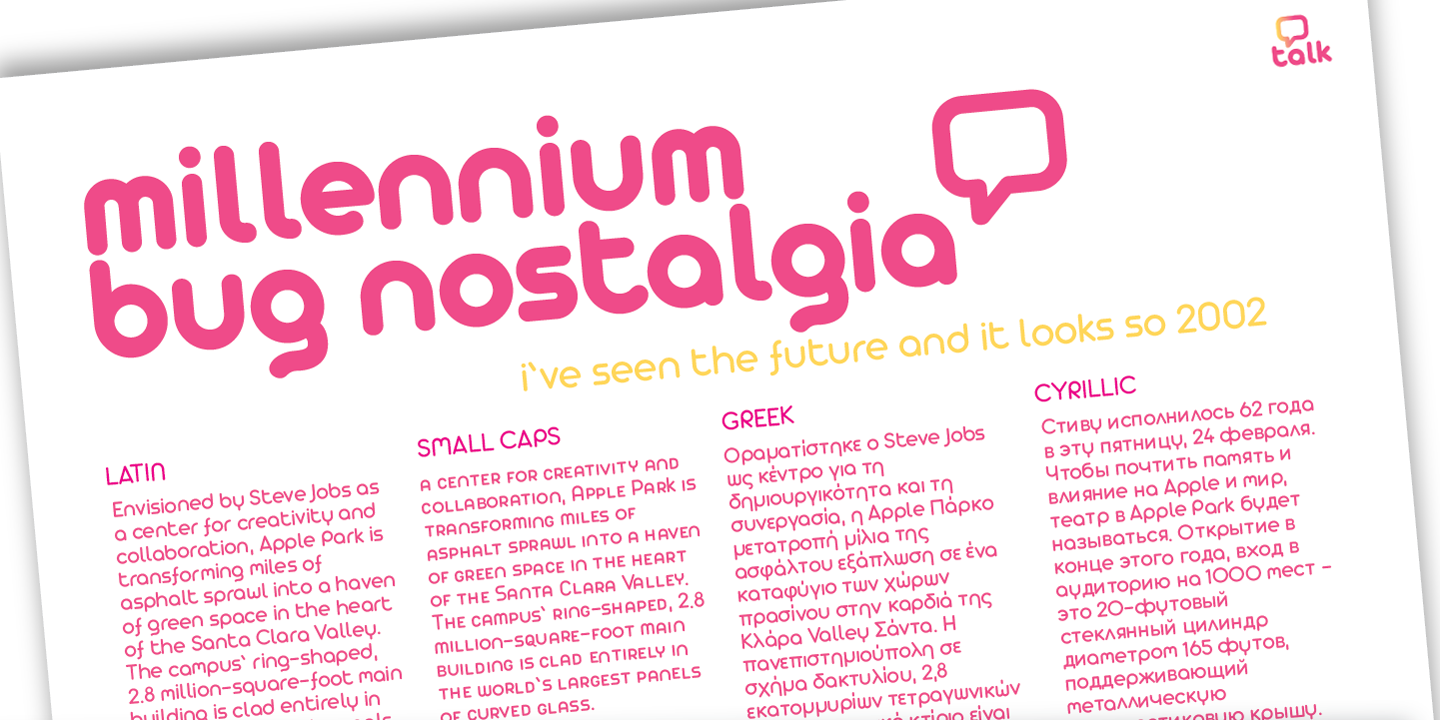 talk
millennium
bug nostalgia
i've seen the future and it looks so 2002
LATIN
Envisioned by Steve Jobs as
a center for creativity and
collaboration, Apple Park is
transforming miles of
asphalt sprawl into a haven
of green space in the heart
of the Santa Clara Valley.
The campus' ring-shaped,
2.8 million-square-foot main
building is clad entirely in
SMALL CAPS
A CENTER FOR CREATIVITY AND
COLLABORATION, APPLE PARK IS
TRANSFORMING MILES OF
ASPHALT SPRAWL INTO A HAVEN
OF GREEN SPACE IN THE HEART
OF THE SANTA CLARA VALLEY.
THE CAMPUS' RING-SHAPED, 2.8
MILLION-SQUARE-FOOT MAIN
BUILDING IS CLAD ENTIRELY IN
THE WORLD'S LARGEST PANELS
OF CURVED GLASS.
GREEK
Οραματίστηκε ο Steve Jobs
ως κέντρο για τη
δημιουργικότητα και τη
συνεργασία, η Apple Πάρκο
μετατροπή μίλια της
ασφάλτου εξάπλωση σε ένα
καταφύγιο των χώρων
πρασίνου στην καρδιά της
Κλάρα Valley Σάντα. Η
πανεπιστημιούπολη σε
σχήμα δακτυλίου, 2,8
εκατομμυρίων τετραγωνικών
κτίριο είναι
CYRILLIC
Стиву исполнилось 62 года
в эту пятницу, 24 февраля.
Чтобы почтить память и
влияние на Apple и мир,
театр в Apple Park будет
называться. Открытие в
конце этого года, вход в
аудиторию на 1000 мест –
это 20-футовый
стеклянный цилиндр
диаметром 165 футов,
поддерживающий
металлическую
крышу.